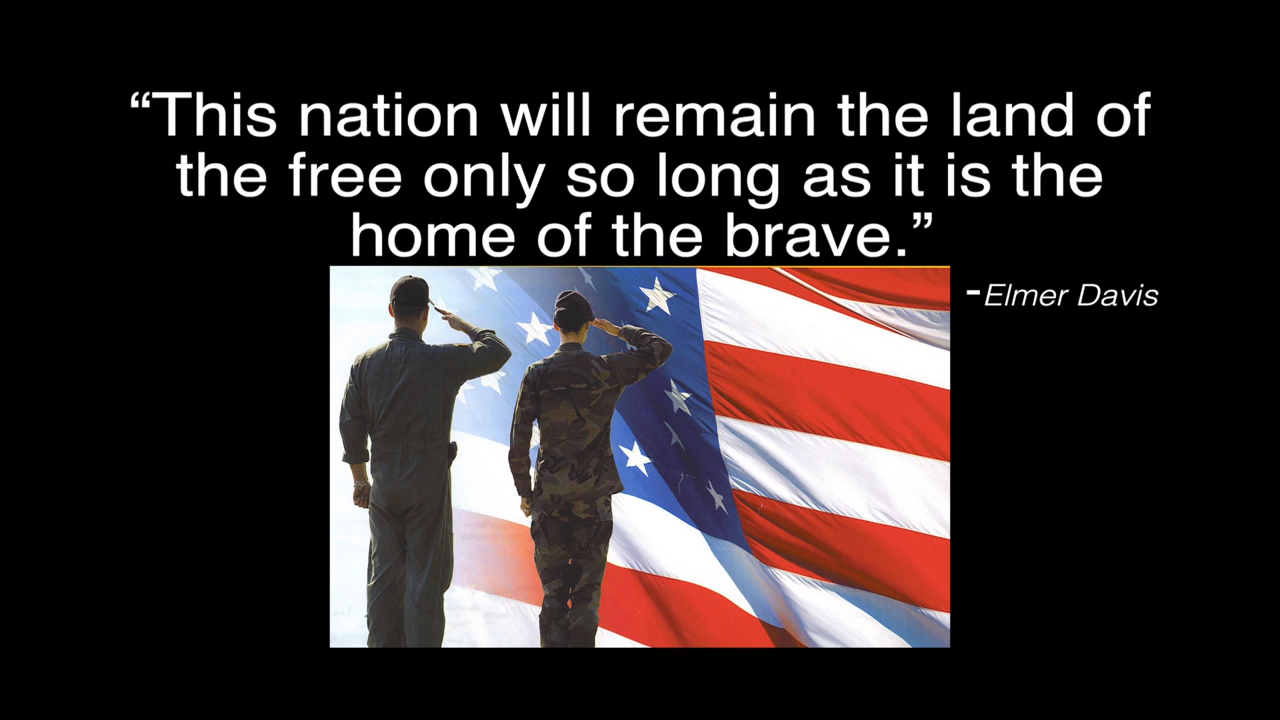 “This nation will remain the land of
the free only so long as it is the
home of the brave.”
-Elmer Davis